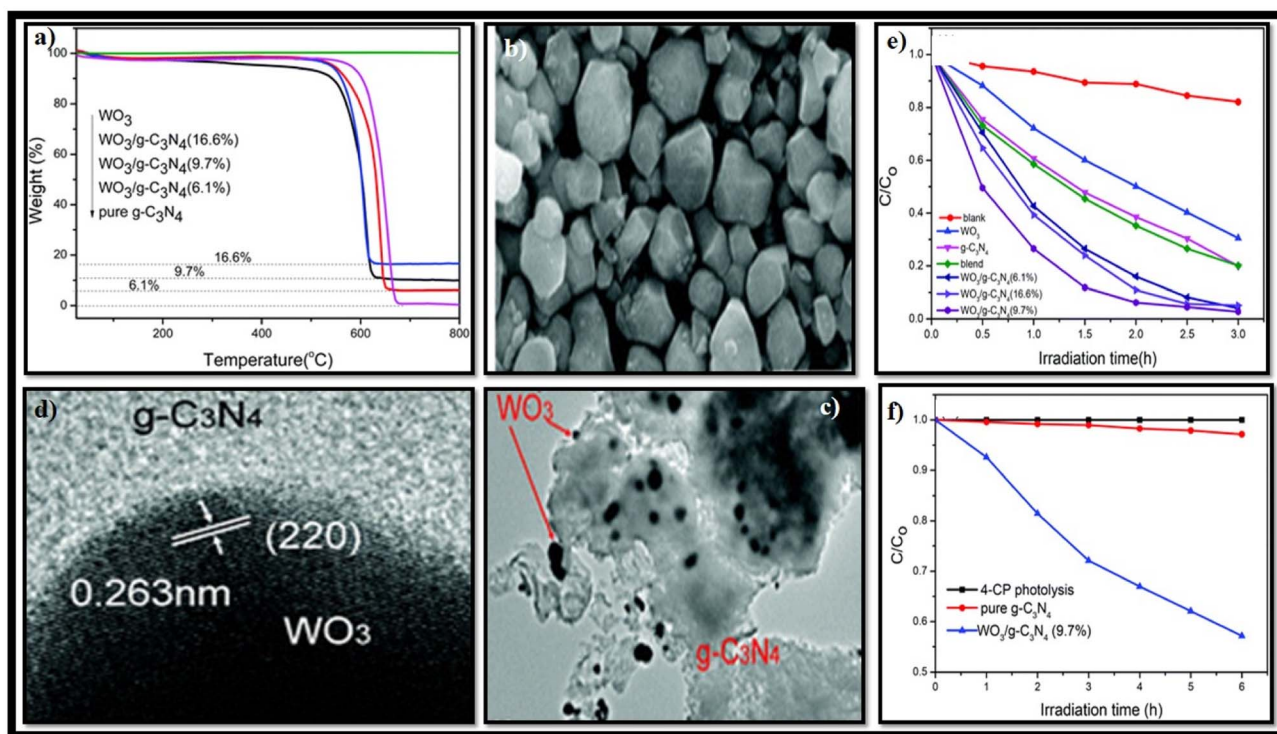 a)
100
80
60
40
20
0
Weight (%)
WO3
WO3/g-C3N4(16.6%)
WO3/g-C3N4(9.7%)
WO3/g-C3N4(6.1%)
pure g-C3N4
16.6%
9.7%
6.1%
200 400 600 800
Temperature(°C)
b)
e)
1.0
0.8
0.6
0.4
0.2
0.0
C/Co
blank
WO3
g-C3N4
blend
WO3/g-C3N4(6.1%)
WO3/g-C3N4(16.6%)
WO3/g-C3N4(9.7%)
0.0 0.5 1.0 1.5 2.0 2.5 3.0
Irradiation time(h)
d)
g-C3N4
(220)
0.263nm
WO3
c)
WO3
g-C3N4
f)
1.0
0.9
0.8
0.7
0.6
0.5
C/Co
4-CP photolysis
pure g-C3N4
WO3/g-C3N4 (9.7%)
0 1 2 3 4 5 6
Irradiation time (h)